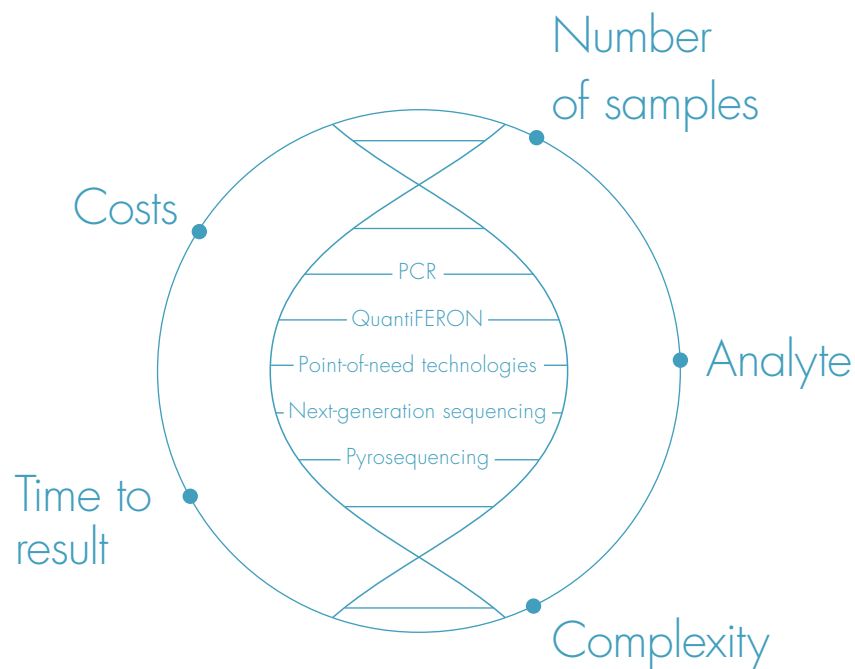 Number
of samples
Costs
PCR
QuantiFERON
Point-of-need technologies
Analyte
Next-generation sequencing
Pyrosequencing
Time to
result
Complexity